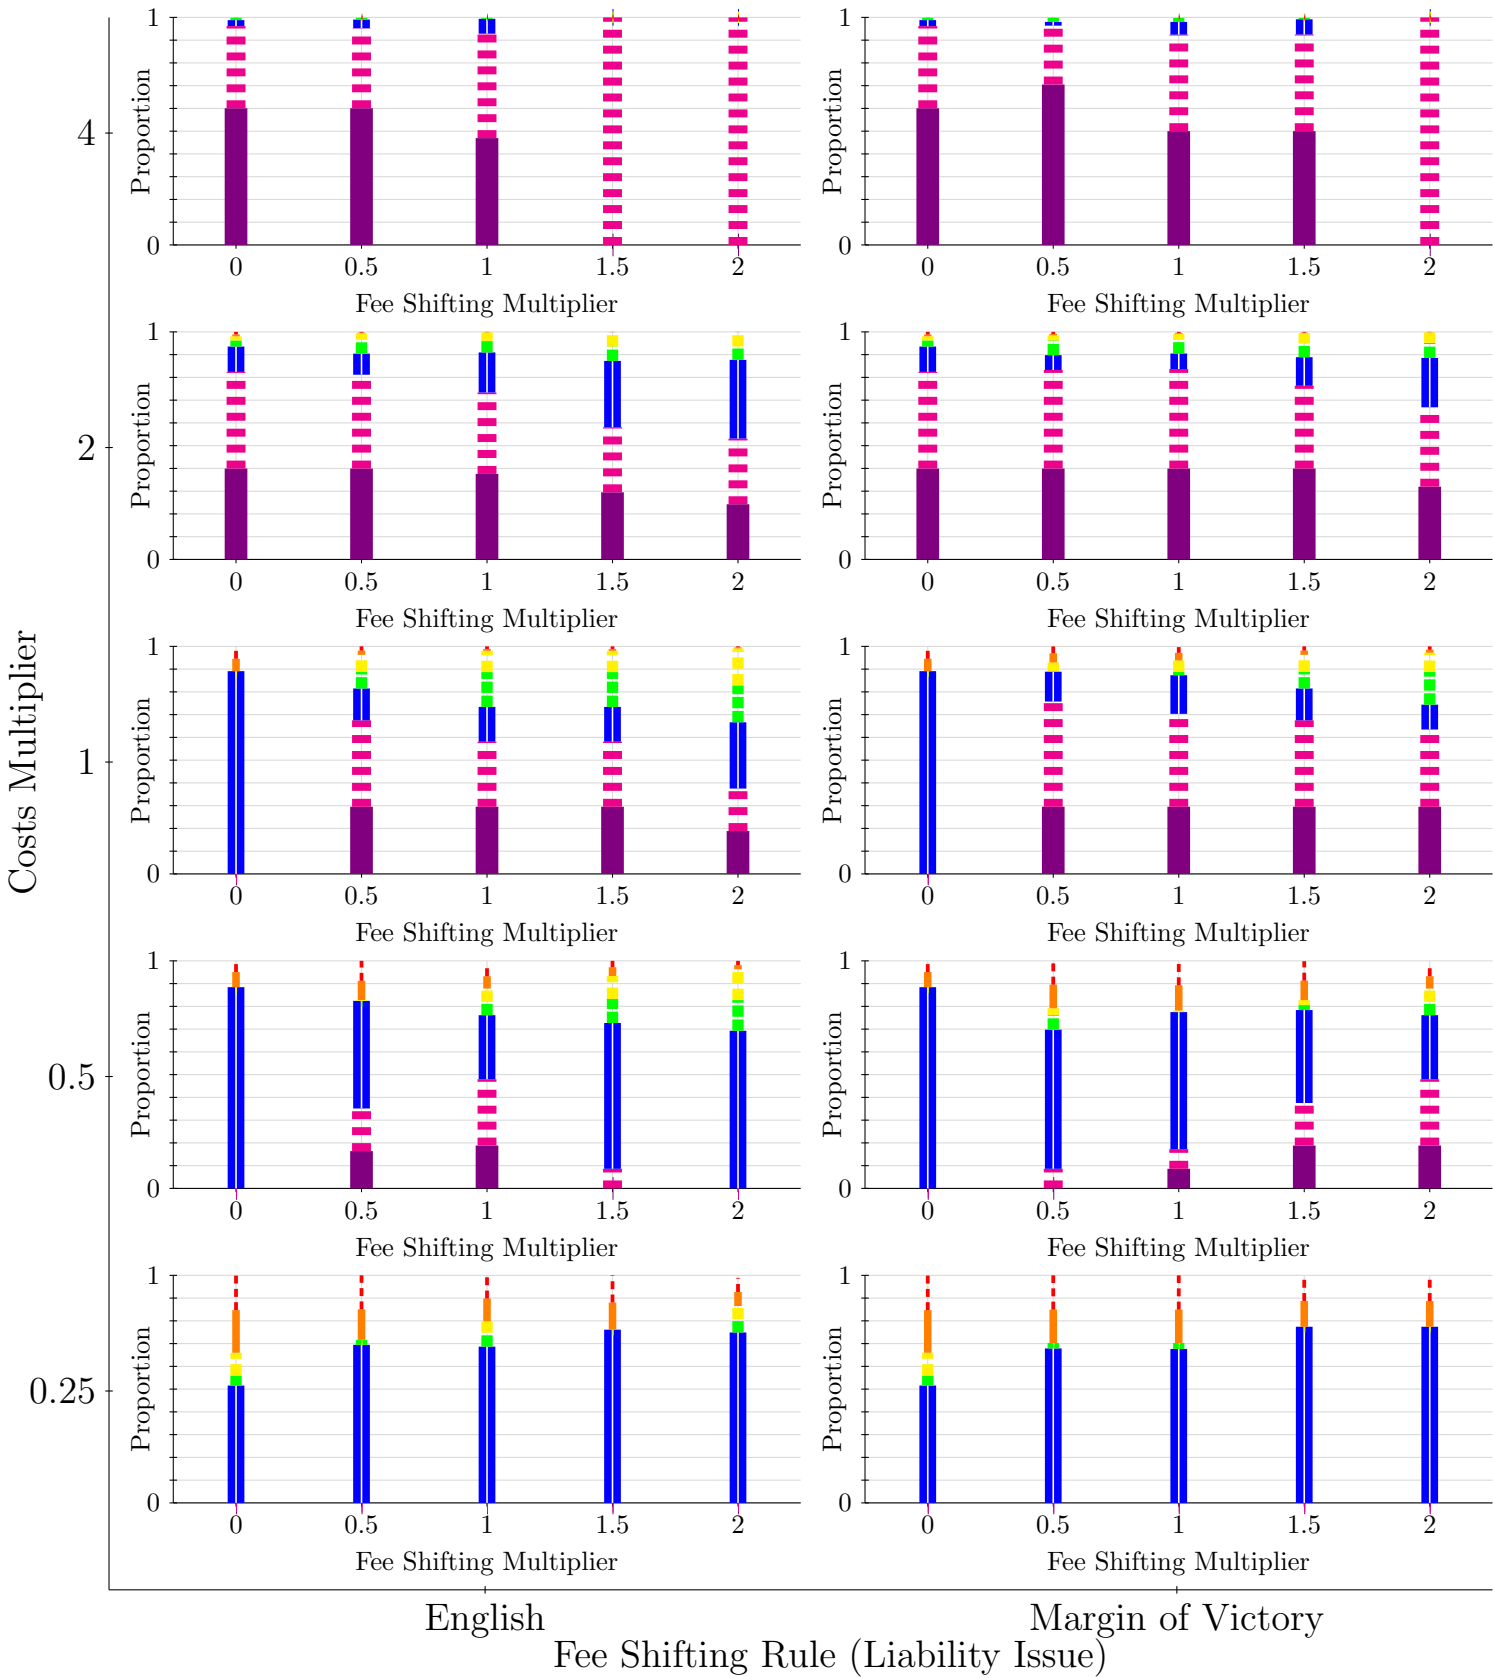 1
Proportion
0
0 0.5 1 1.5 2
Fee Shifting Multiplier
1
Proportion
0
0 0.5 1 1.5 2
Fee Shifting Multiplier
4
1
Proportion
0
0 0.5 1 1.5 2
Fee Shifting Multiplier
1
Proportion
0
0 0.5 1 1.5 2
Fee Shifting Multiplier
2
1
Proportion
0
0 0.5 1 1.5 2
Fee Shifting Multiplier
1
Proportion
0
0 0.5 1 1.5 2
Fee Shifting Multiplier
1
Costs Multiplier
1
Proportion
0
0 0.5 1 1.5 2
Fee Shifting Multiplier
1
Proportion
0
0 0.5 1 1.5 2
Fee Shifting Multiplier
0.5
1
Proportion
0
0 0.5 1 1.5 2
Fee Shifting Multiplier
1
Proportion
0
0 0.5 1 1.5 2
Fee Shifting Multiplier
0.25
English Margin of Victory
Fee Shifting Rule (Liability Issue)